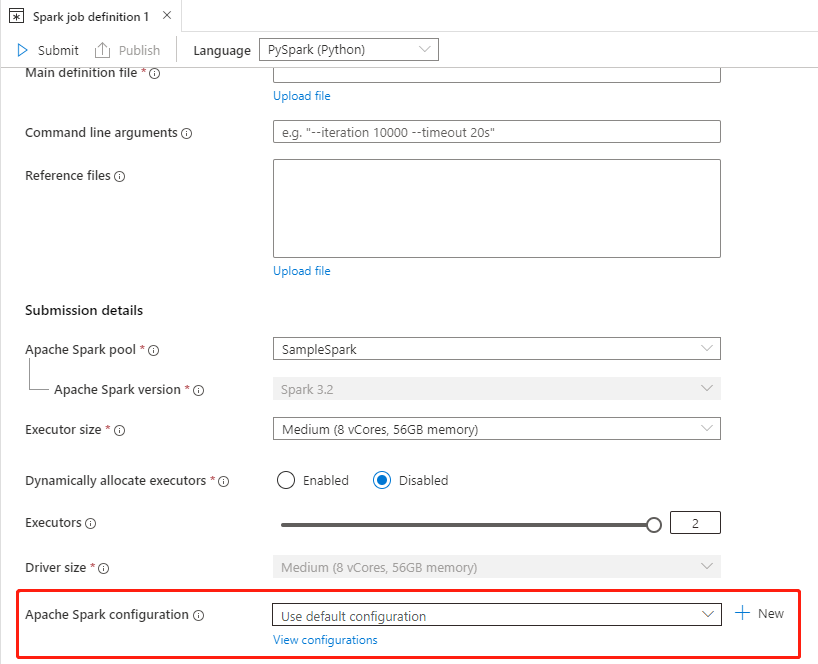 Spark job definition 1
Submit Publish Language PySpark (Python)
Main definition file *
Upload file
Command line arguments e.g. "--iteration 10000 --timeout 20s"
Reference files
Upload file
Submission details
Apache Spark pool * SampleSpark
Apache Spark version * Spark 3.2
Executor size * Medium (8 vCores, 56GB memory)
Dynamically allocate executors * Enabled Disabled
Executors 2
Driver size * Medium (8 vCores, 56GB memory)
Apache Spark configuration Use default configuration New
View configurations